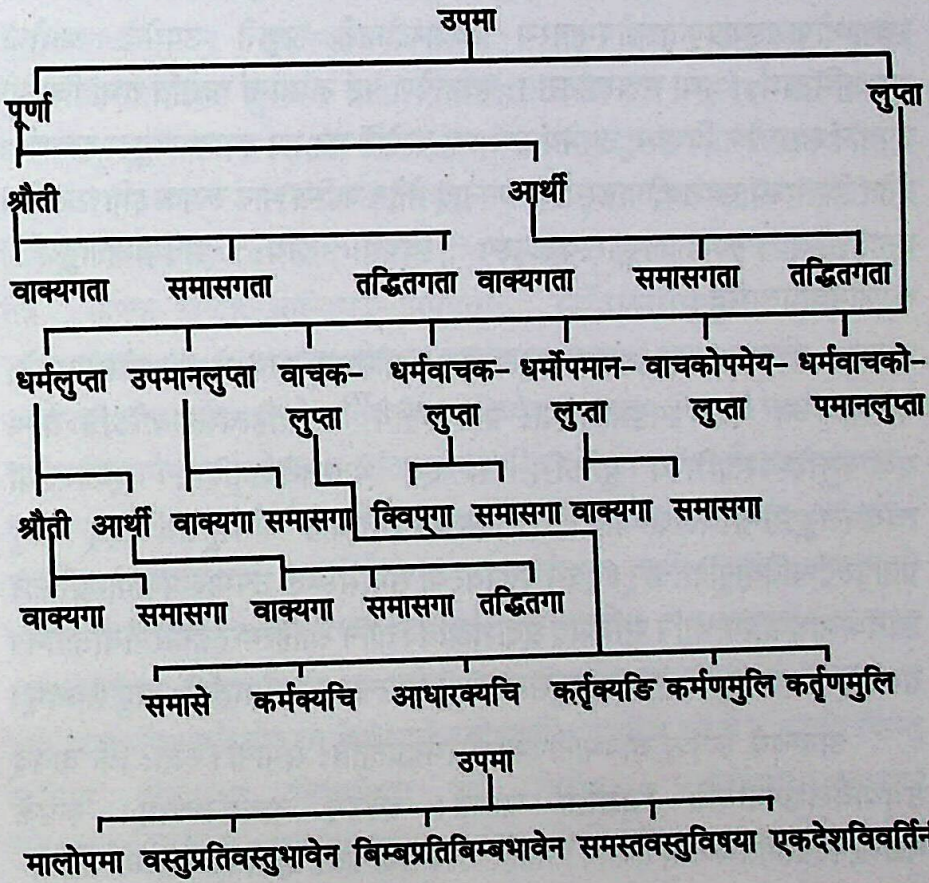 उपमा
पूर्णा लुप्ता
श्रौती आर्थी
वाक्यगता समासगता तद्धितगता वाक्यगता समासगता तद्धितगता
धर्मलुप्ता उपमानलुप्ता वाचक– धर्मवाचक– धर्मोपमान– वाचकोपमेय– धर्मवाचको–
लुप्ता लुप्ता लुप्ता लुप्ता पमानलुप्ता
श्रौती आर्थी वाक्यगा समासगा क्विप्गा समासगा वाक्यगा समासगा
वाक्यगा समासगा वाक्यगा समासगा तद्धितगा
समासे कर्मक्यचि आधारक्यचि कर्तृक्यङि कर्मणमुलि कर्तृणमुलि
उपमा
मालोपमा वस्तुप्रतिवस्तुभावेन बिम्बप्रतिबिम्बभावेन समस्तवस्तुविषया